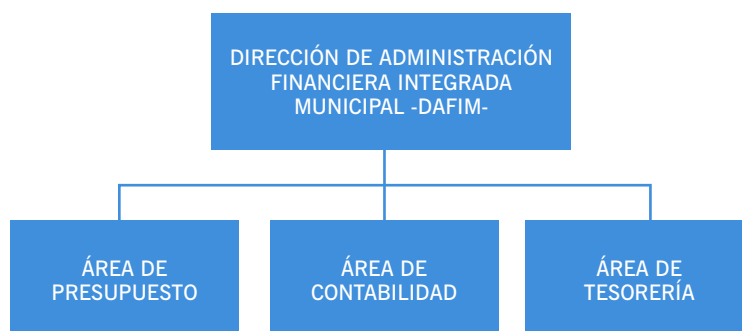 DIRECCIÓN DE ADMINISTRACIÓN
FINANCIERA INTEGRADA
MUNICIPAL -DAFIM-
ÁREA DE
PRESUPUESTO
ÁREA DE
CONTABILIDAD
ÁREA DE
TESORERÍA